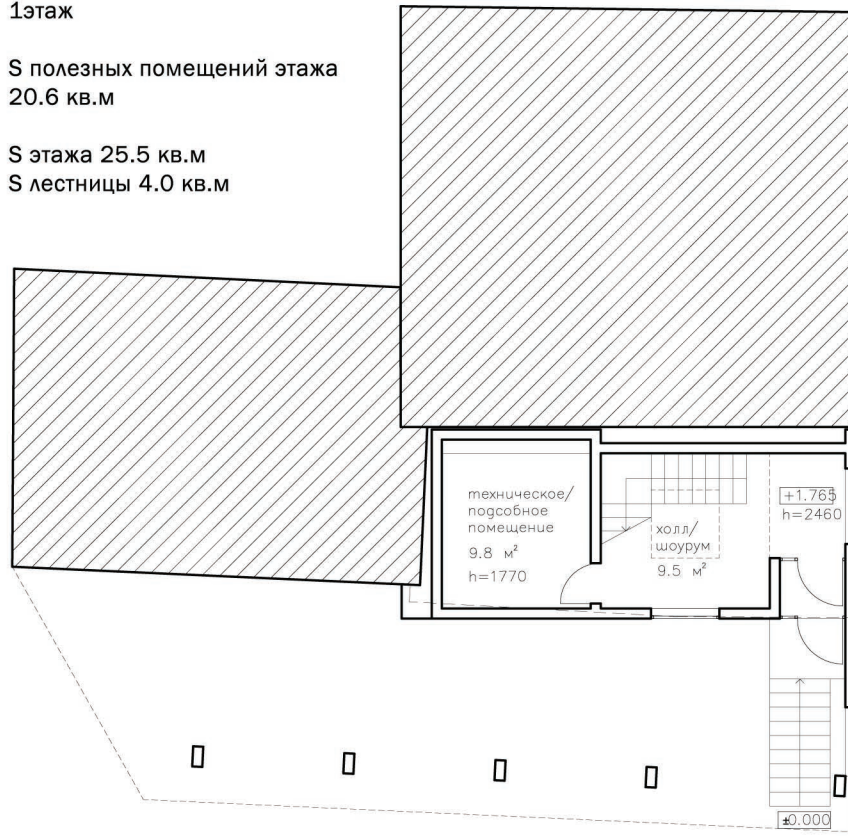 1этаж
S полезных помещений этажа
20.6 кв.м
S этажа 25.5 кв.м
S лестницы 4.0 кв.м
техническое/
подсобное
помещение
9.8 м²
h=1770
холл/
шоурум
9.5 м²
+1.765
h=2460
±0.000